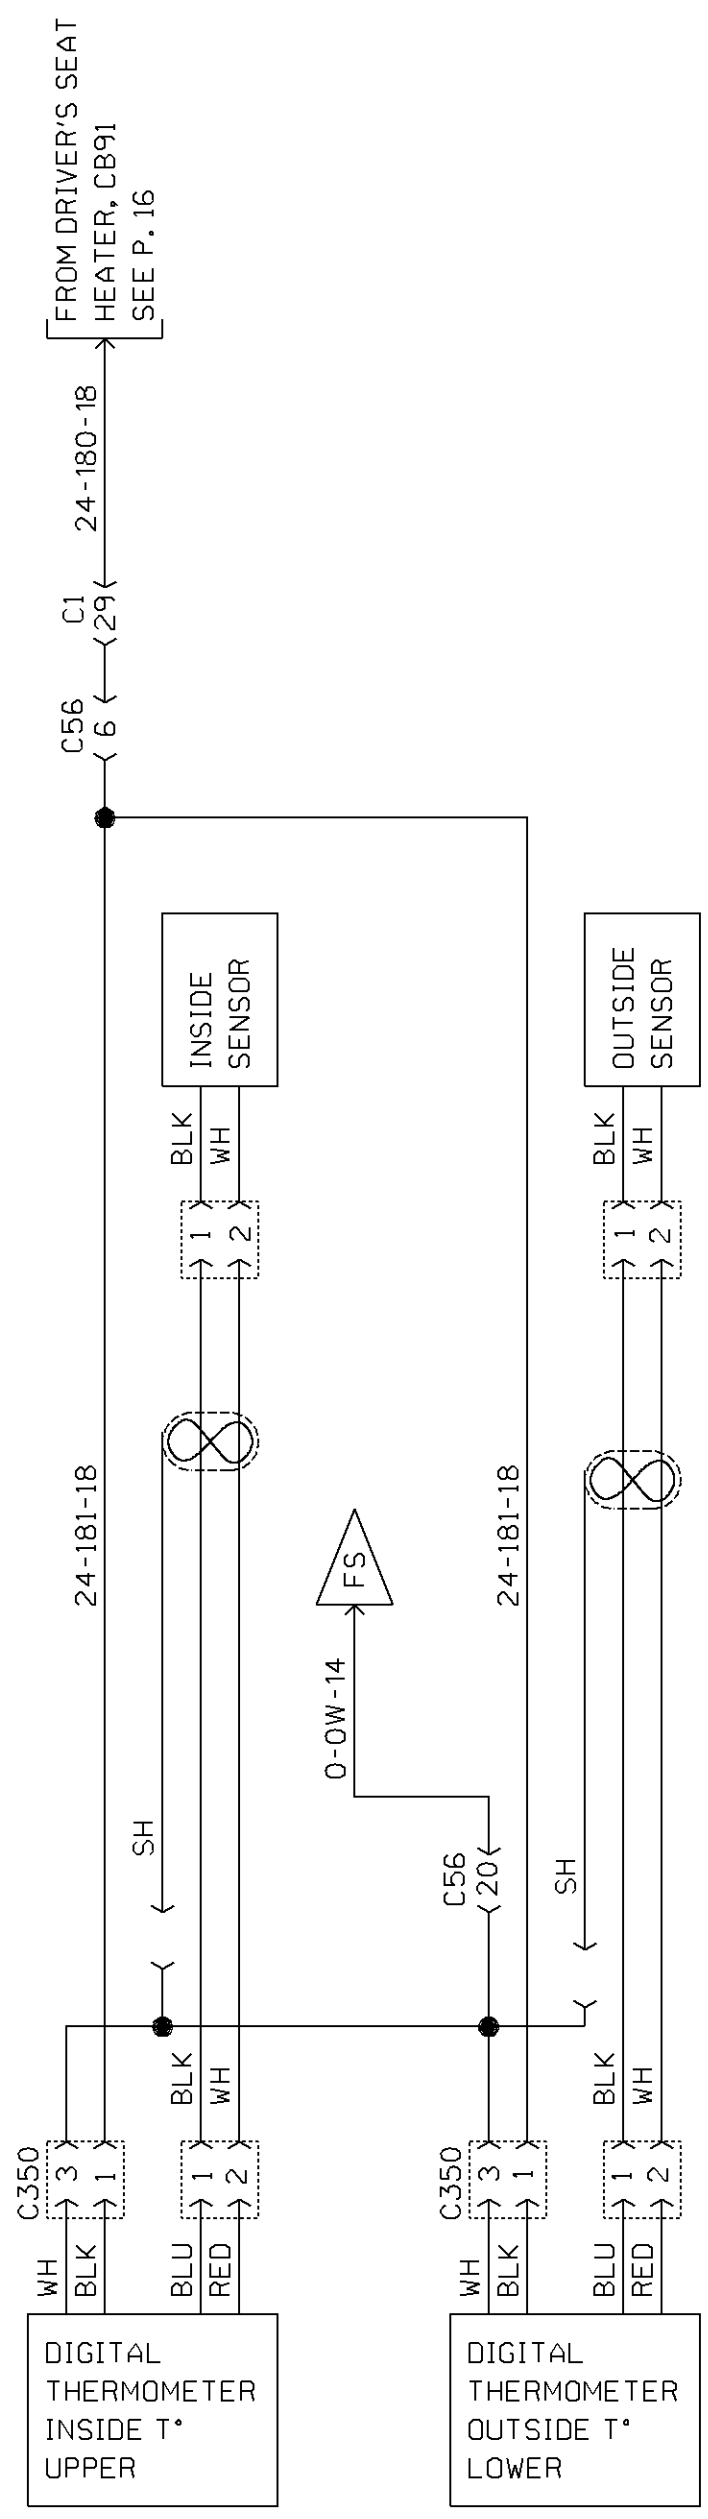 FROM DRIVER'S SEAT
HEATER, CB91
SEE P. 16
24-180-18
C1
29
C56
6
INSIDE
SENSOR
OUTSIDE
SENSOR
BLK
WH
BLK
WH
1
2
1
2
24-181-18
FS
24-181-18
0-0W-14
SH
C56
20
SH
BLK
WH
BLK
WH
C350
3
1
1
2
C350
3
1
1
2
WH
BLK
BLU
RED
WH
BLK
BLU
RED
DIGITAL
THERMOMETER
INSIDE T°
UPPER
DIGITAL
THERMOMETER
OUTSIDE T°
LOWER